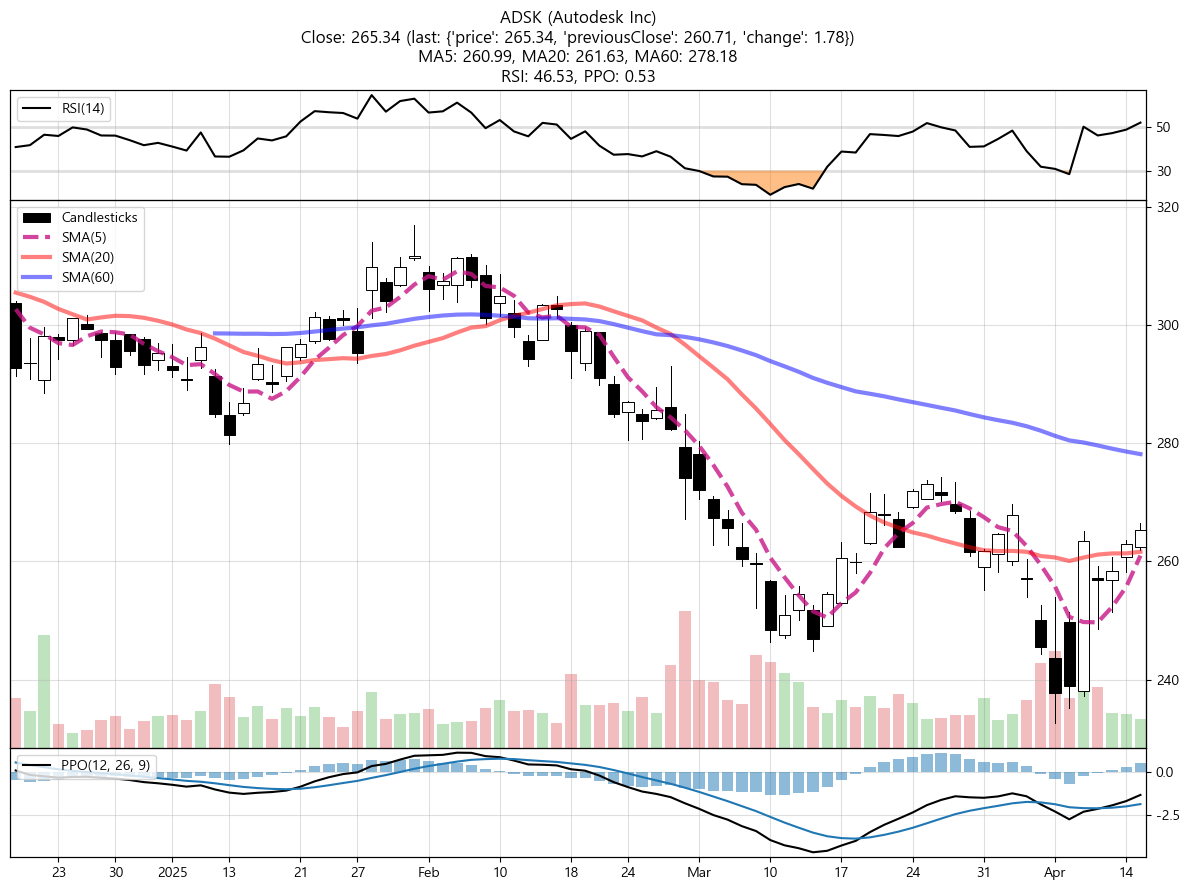 ADSK (Autodesk Inc)
Close: 265.34 (last: {'price': 265.34, 'previousClose': 260.71, 'change': 1.78})
MA5: 260.99, MA20: 261.63, MA60: 278.18
RSI: 46.53, PPO: 0.53
RSI(14)
50
30
Candlesticks
SMA(5)
SMA(20)
SMA(60)
320
300
280
260
240
PPO(12, 26, 9)
0.0
-2.5
23 30 2025 13 21 27 Feb 10 18 24 Mar 10 17 24 31 Apr 14